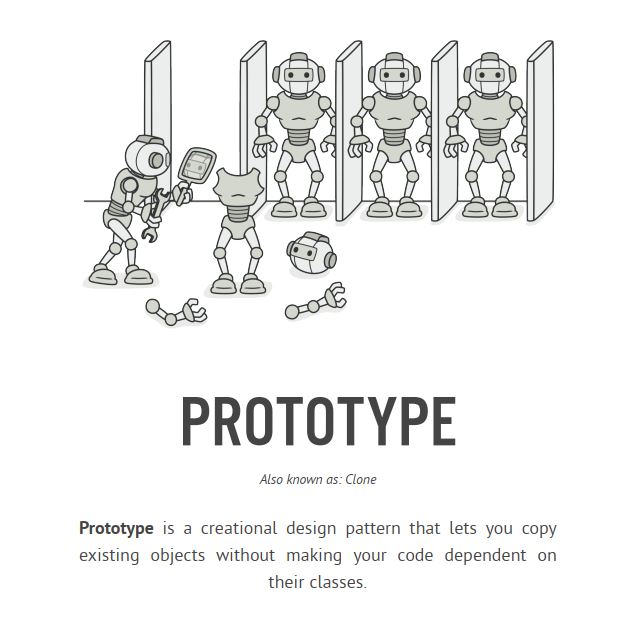 PROTOTYPE
Also known as: Clone
Prototype is a creational design pattern that lets you copy
existing objects without making your code dependent on
their classes.